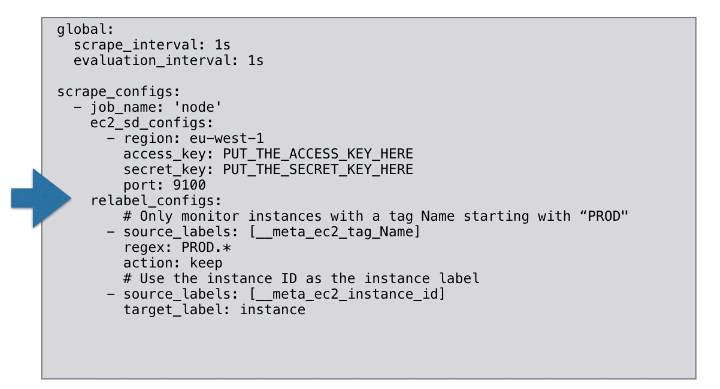 global:
  scrape_interval: 1s
  evaluation_interval: 1s

scrape_configs:
  - job_name: 'node'
    ec2_sd_configs:
      - region: eu-west-1
        access_key: PUT_THE_ACCESS_KEY_HERE
        secret_key: PUT_THE_SECRET_KEY_HERE
        port: 9100
    relabel_configs:
        # Only monitor instances with a tag Name starting with “PROD"
      - source_labels: [__meta_ec2_tag_Name]
        regex: PROD.*
        action: keep
        # Use the instance ID as the instance label
      - source_labels: [__meta_ec2_instance_id]
        target_label: instance